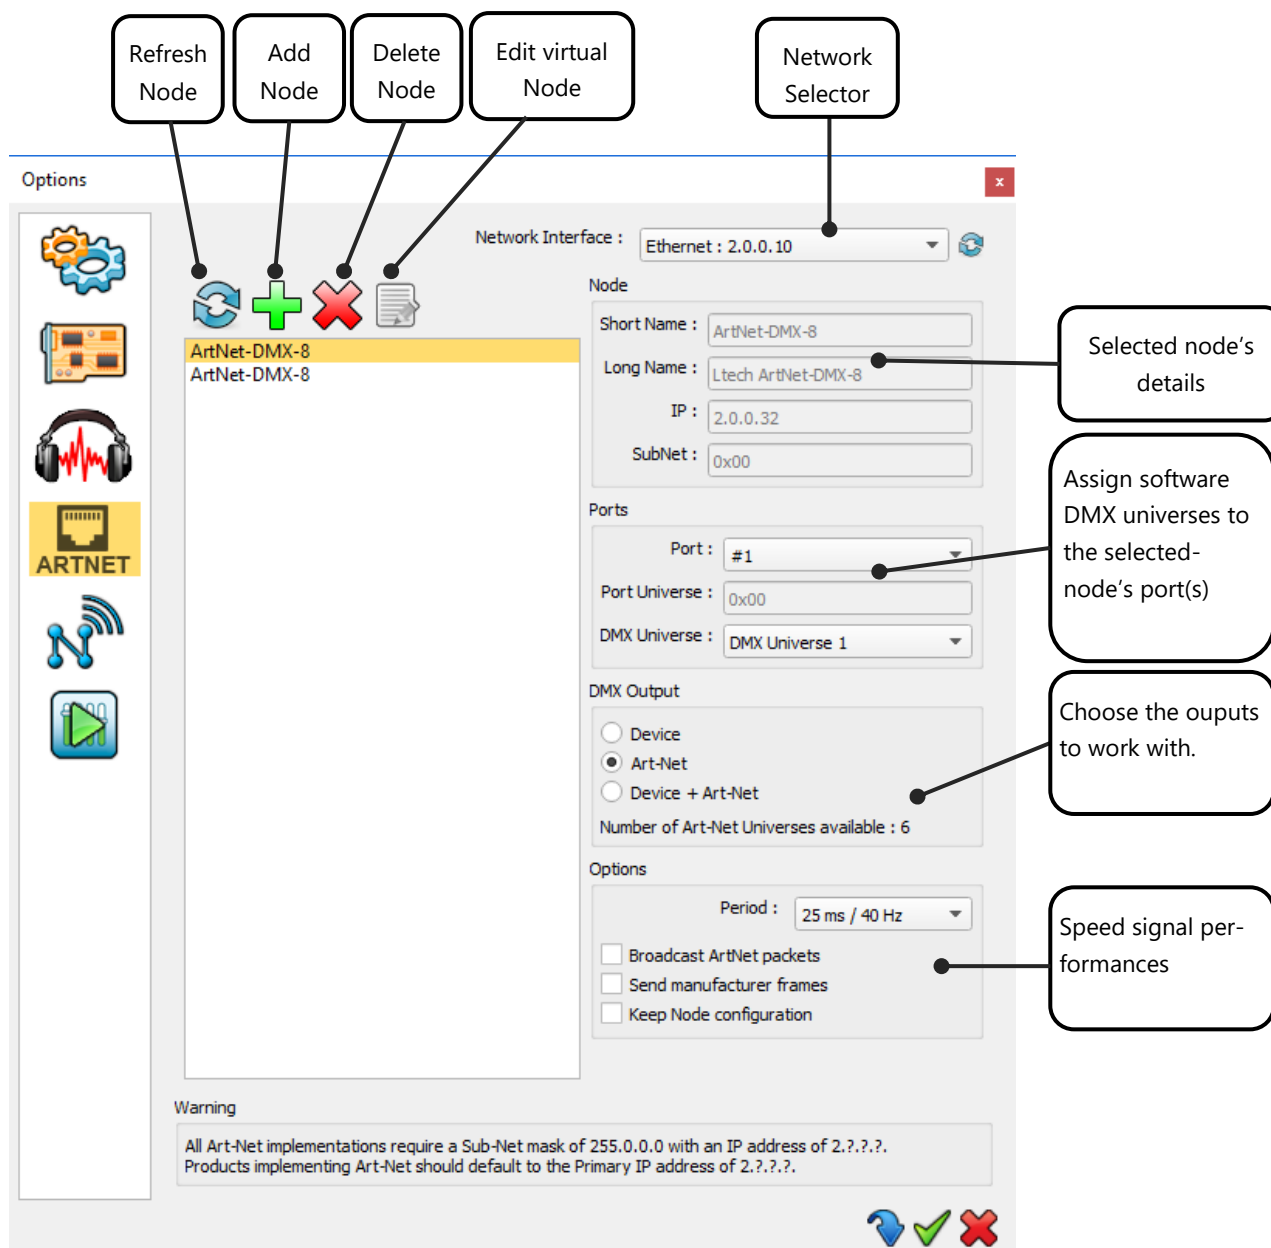 Refresh
Node
Add
Node
Delete
Node
Edit virtual
Node
Network
Selector
Options
x
Network Interface :
Ethernet : 2.0.0.10
ArtNet-DMX-8
ArtNet-DMX-8
ARTNET
Node
Short Name :
ArtNet-DMX-8
Long Name :
Ltech ArtNet-DMX-8
IP :
2.0.0.32
SubNet :
0x00
Selected node's
details
Ports
Port :
#1
Port Universe :
0x00
DMX Universe :
DMX Universe 1
Assign software
DMX universes to
the selected-
node's port(s)
DMX Output
Device
Art-Net
Device + Art-Net
Number of Art-Net Universes available : 6
Choose the ouputs
to work with.
Options
Period :
25 ms / 40 Hz
Broadcast ArtNet packets
Send manufacturer frames
Keep Node configuration
Speed signal per-
formances
Warning
All Art-Net implementations require a Sub-Net mask of 255.0.0.0 with an IP address of 2.?.?.?.
Products implementing Art-Net should default to the Primary IP address of 2.?.?.?.